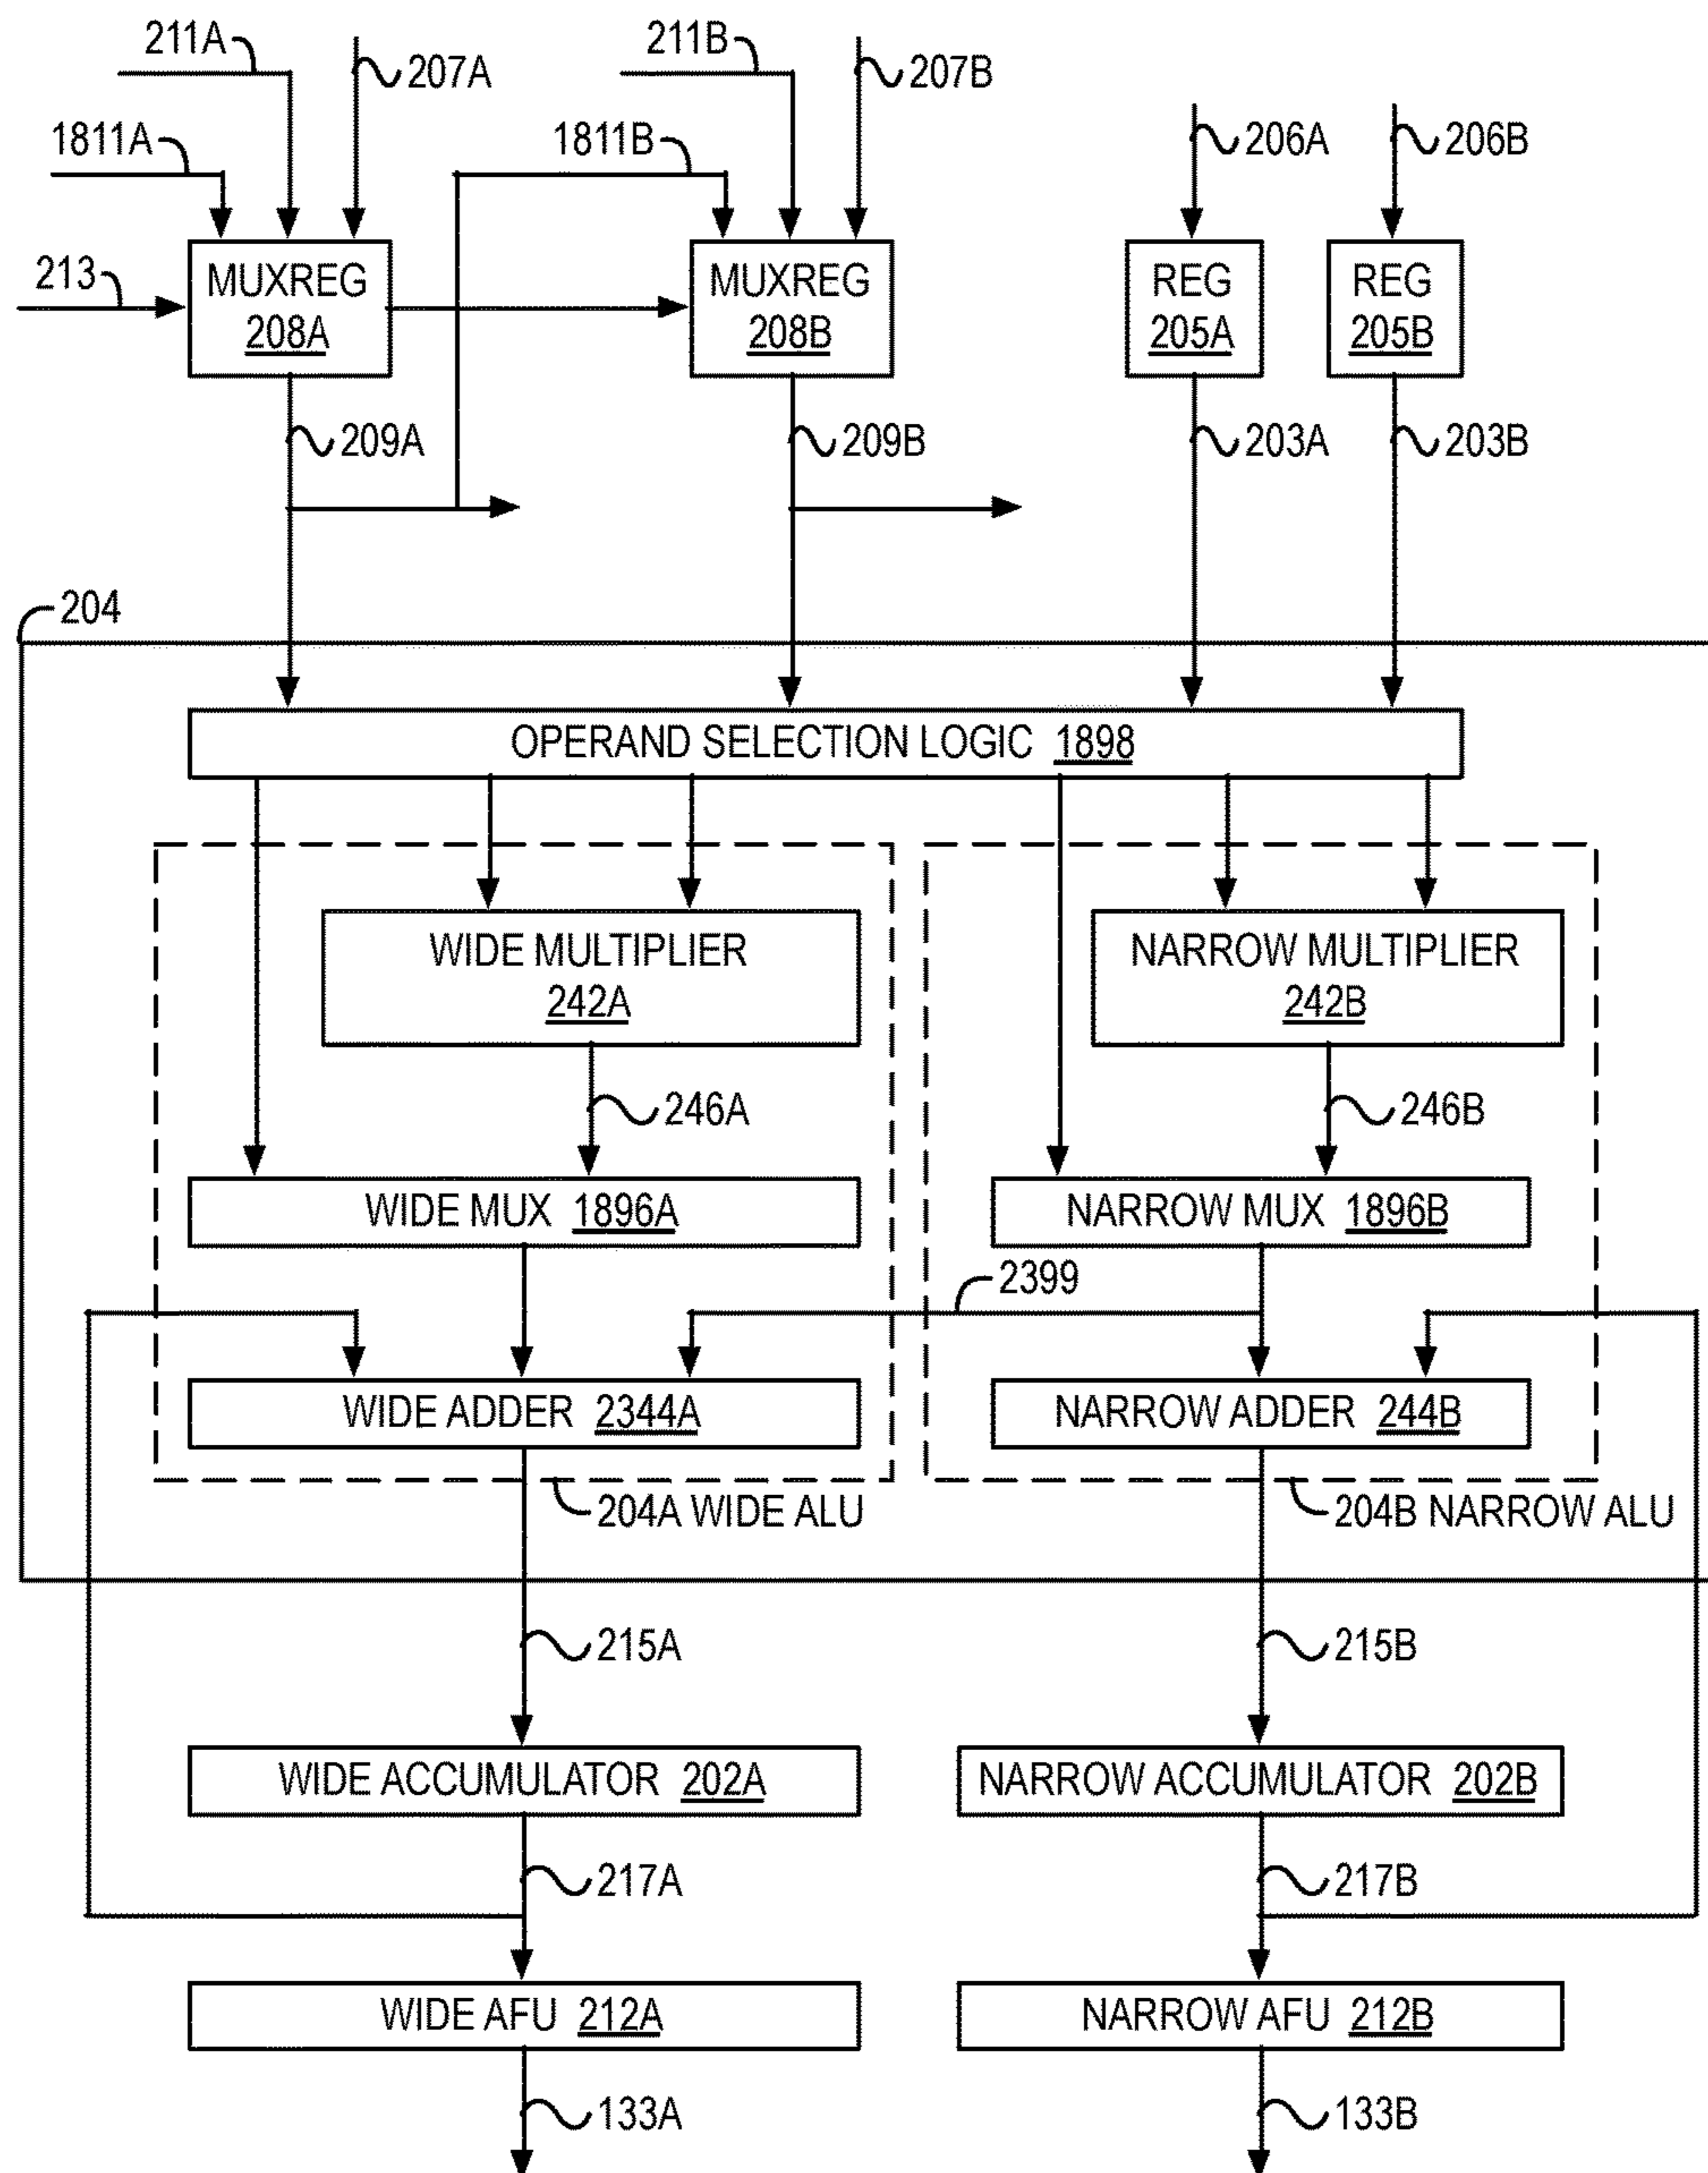 211A
207A
211B
207B
1811A
1811B
206A
206B
213
MUXREG
208A
MUXREG
208B
REG
205A
REG
205B
209A
209B
203A
203B
204
OPERAND SELECTION LOGIC 1898
WIDE MULTIPLIER
242A
NARROW MULTIPLIER
242B
246A
246B
WIDE MUX 1896A
NARROW MUX 1896B
2399
WIDE ADDER 2344A
NARROW ADDER 244B
204A WIDE ALU
204B NARROW ALU
215A
215B
WIDE ACCUMULATOR 202A
NARROW ACCUMULATOR 202B
217A
217B
WIDE AFU 212A
NARROW AFU 212B
133A
133B